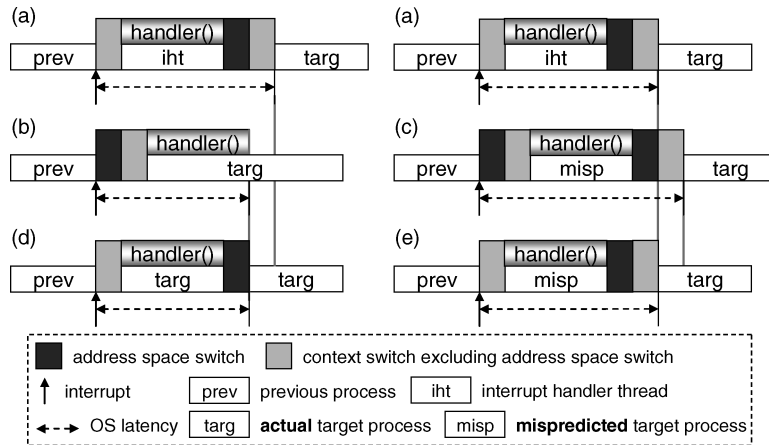 (a) (a)
handler() handler()
prev iht targ prev iht targ
(b) (c)
handler() handler()
prev targ prev misp targ
(d) (e)
handler() handler()
prev targ targ prev misp targ
address space switch context switch excluding address space switch
interrupt prev previous process iht interrupt handler thread
OS latency targ actual target process misp mispredicted target process